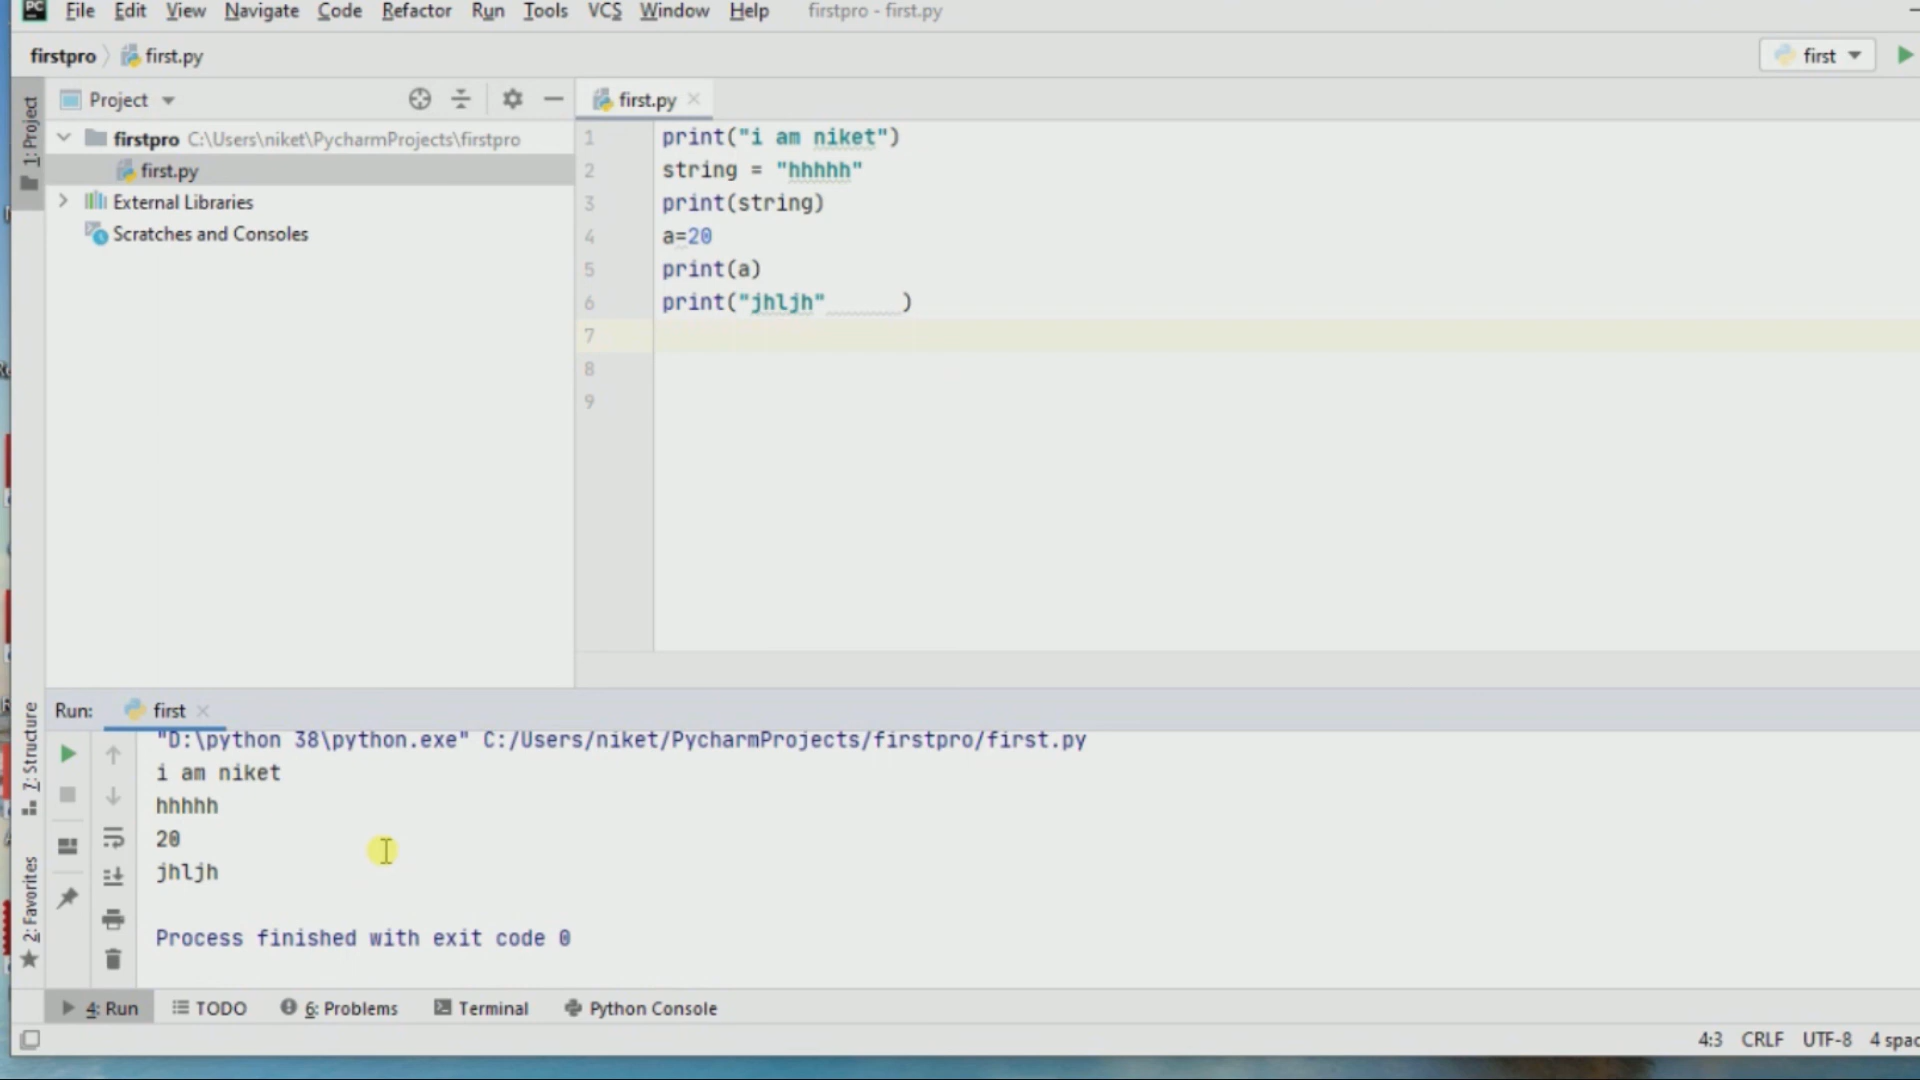 PC File Edit View Navigate Code Refactor Run Tools VCS Window Help firstpro - first.py
firstpro first.py first
1: Project
Project
first.py
firstpro C:\Users\niket\PycharmProjects\firstpro
first.py
External Libraries
Scratches and Consoles
1 print("i am niket")
2 string = "hhhhh"
3 print(string)
4 a=20
5 print(a)
6 print("jhljh" )
7
8
9
7: Structure
2: Favorites
Run: first
"D:\python 38\python.exe" C:/Users/niket/PycharmProjects/firstpro/first.py
i am niket
hhhhh
20
jhljh
Process finished with exit code 0
4: Run TODO 6: Problems Terminal Python Console
4:3 CRLF UTF-8 4 spac